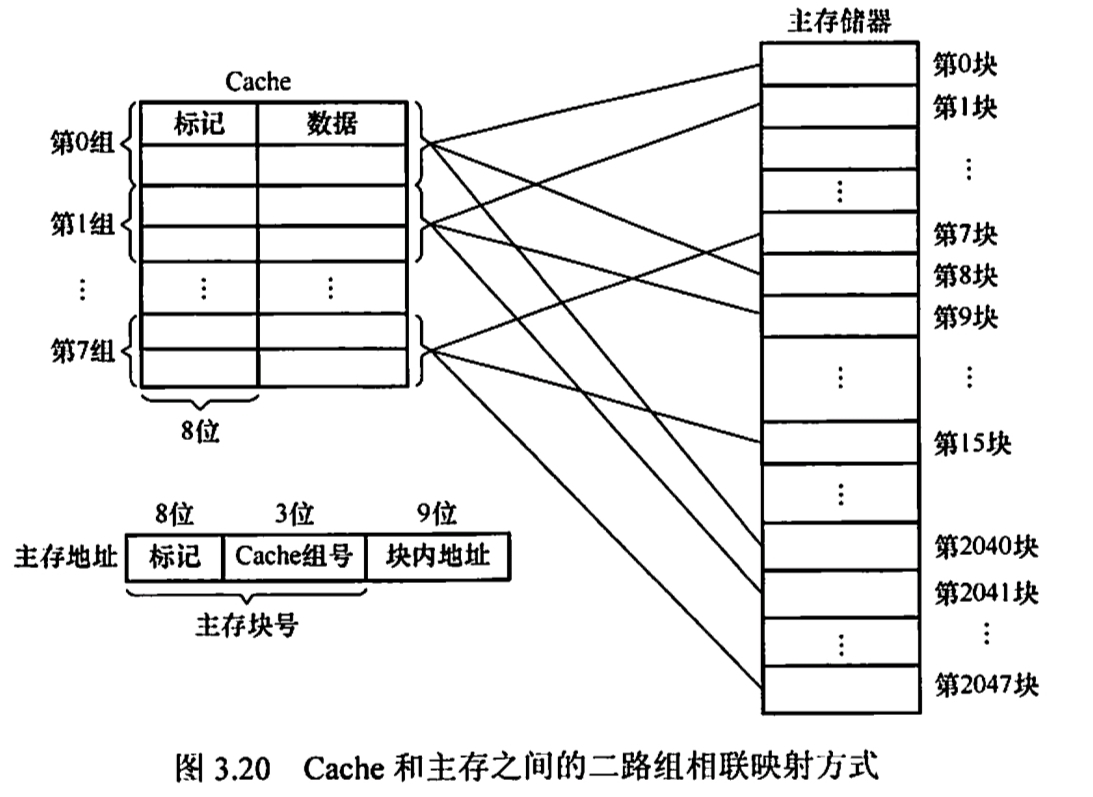 主存储器
Cache
标记 数据
第0组
第1组
⋮ ⋮ ⋮
第7组
8位
第0块
第1块
⋮
⋮
第7块
第8块
第9块
⋮ ⋮
第15块
⋮
第2040块
第2041块
⋮ ⋮
第2047块
8位 3位 9位
主存地址 标记 Cache组号 块内地址
主存块号
图 3.20 Cache 和主存之间的二路组相联映射方式